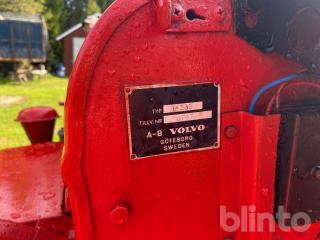 TYP
TILLV. NR
A-B VOLVO
GÖTEBORG
SWEDEN
blinto